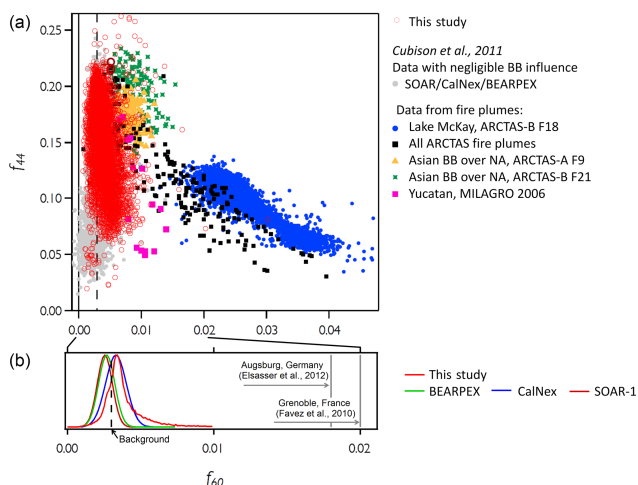 (a)
f44
0.25
0.20
0.15
0.10
0.05
0.00
0.00 0.01 0.02 0.03 0.04
This study
Cubison et al., 2011
Data with negligible BB influence
SOAR/CalNex/BEARPEX
Data from fire plumes:
Lake McKay, ARCTAS-B F18
All ARCTAS fire plumes
Asian BB over NA, ARCTAS-A F9
Asian BB over NA, ARCTAS-B F21
Yucatan, MILAGRO 2006
(b)
Augsburg, Germany
(Elsasser et al., 2012)
Grenoble, France
(Favez et al., 2010)
Background
0.00 0.01 0.02
f60
This study
BEARPEX CalNex SOAR-1